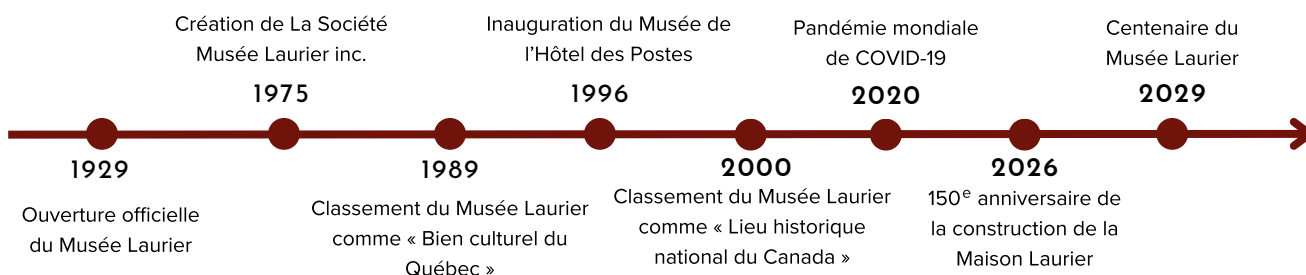 Création de La Société
Musée Laurier inc.
1975
Inauguration du Musée de
l'Hôtel des Postes
1996
Pandémie mondiale
de COVID-19
2020
Centenaire du
Musée Laurier
2029
1929
Ouverture officielle
du Musée Laurier
1989
Classement du Musée Laurier
comme « Bien culturel du
Québec »
2000
Classement du Musée Laurier
comme « Lieu historique
national du Canada »
2026
150e anniversaire de
la construction de la
Maison Laurier